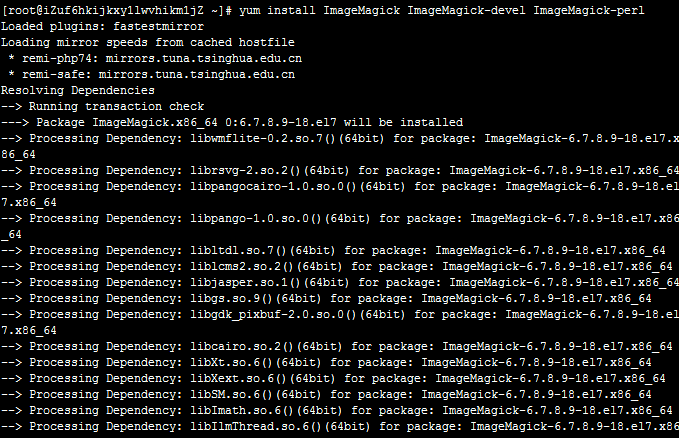 [root@iZuf6hkijkxy1lwvhikm1jZ ~]# yum install ImageMagick ImageMagick-devel ImageMagick-perl
Loaded plugins: fastestmirror
Loading mirror speeds from cached hostfile
 * remi-php74: mirrors.tuna.tsinghua.edu.cn
 * remi-safe: mirrors.tuna.tsinghua.edu.cn
Resolving Dependencies
--> Running transaction check
---> Package ImageMagick.x86_64 0:6.7.8.9-18.el7 will be installed
--> Processing Dependency: libwmflite-0.2.so.7()(64bit) for package: ImageMagick-6.7.8.9-18.el7.x
86_64
--> Processing Dependency: librsvg-2.so.2()(64bit) for package: ImageMagick-6.7.8.9-18.el7.x86_64
--> Processing Dependency: libpangocairo-1.0.so.0()(64bit) for package: ImageMagick-6.7.8.9-18.el
7.x86_64
--> Processing Dependency: libpango-1.0.so.0()(64bit) for package: ImageMagick-6.7.8.9-18.el7.x86
_64
--> Processing Dependency: libltdl.so.7()(64bit) for package: ImageMagick-6.7.8.9-18.el7.x86_64
--> Processing Dependency: liblcms2.so.2()(64bit) for package: ImageMagick-6.7.8.9-18.el7.x86_64
--> Processing Dependency: libjasper.so.1()(64bit) for package: ImageMagick-6.7.8.9-18.el7.x86_64
--> Processing Dependency: libgs.so.9()(64bit) for package: ImageMagick-6.7.8.9-18.el7.x86_64
--> Processing Dependency: libgdk_pixbuf-2.0.so.0()(64bit) for package: ImageMagick-6.7.8.9-18.el
7.x86_64
--> Processing Dependency: libcairo.so.2()(64bit) for package: ImageMagick-6.7.8.9-18.el7.x86_64
--> Processing Dependency: libXt.so.6()(64bit) for package: ImageMagick-6.7.8.9-18.el7.x86_64
--> Processing Dependency: libXext.so.6()(64bit) for package: ImageMagick-6.7.8.9-18.el7.x86_64
--> Processing Dependency: libSM.so.6()(64bit) for package: ImageMagick-6.7.8.9-18.el7.x86_64
--> Processing Dependency: libImath.so.6()(64bit) for package: ImageMagick-6.7.8.9-18.el7.x86_64
--> Processing Dependency: libIlmThread.so.6()(64bit) for package: ImageMagick-6.7.8.9-18.el7.x86